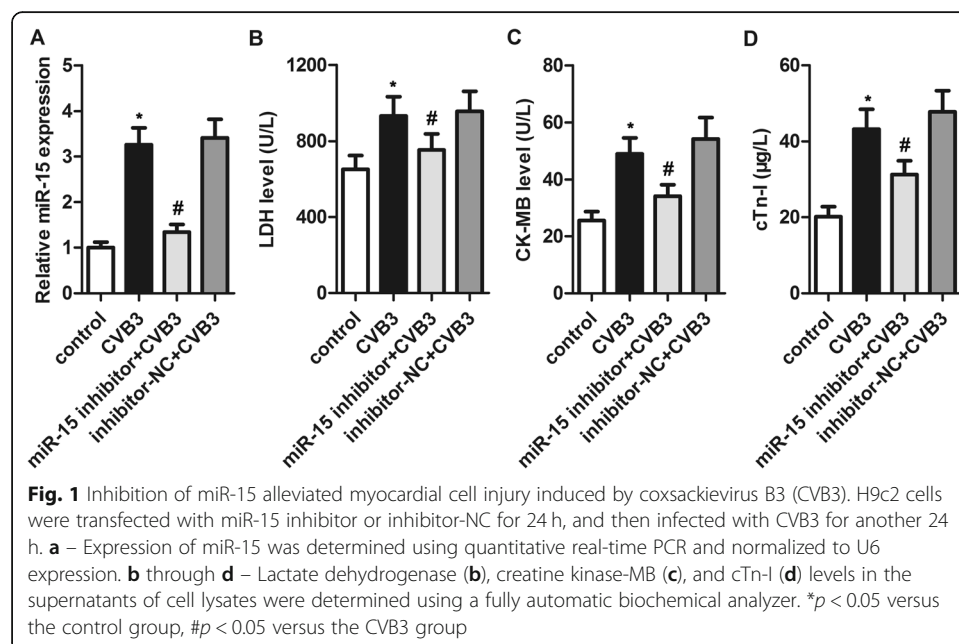 A
B
C
D
Relative miR-15 expression
5
4
3
2
1
0
*
#
control
CVB3
miR-15 inhibitor+CVB3
inhibitor-NC+CVB3
LDH level (U/L)
1200
900
600
300
0
*
#
control
CVB3
miR-15 inhibitor+CVB3
inhibitor-NC+CVB3
CK-MB level (U/L)
80
60
40
20
0
*
#
control
CVB3
miR-15 inhibitor+CVB3
inhibitor-NC+CVB3
cTn-I (µg/L)
60
40
20
0
*
#
control
CVB3
miR-15 inhibitor+CVB3
inhibitor-NC+CVB3
Fig. 1 Inhibition of miR-15 alleviated myocardial cell injury induced by coxsackievirus B3 (CVB3). H9c2 cells
were transfected with miR-15 inhibitor or inhibitor-NC for 24 h, and then infected with CVB3 for another 24
h. a – Expression of miR-15 was determined using quantitative real-time PCR and normalized to U6
expression. b through d – Lactate dehydrogenase (b), creatine kinase-MB (c), and cTn-I (d) levels in the
supernatants of cell lysates were determined using a fully automatic biochemical analyzer. *p < 0.05 versus
the control group, #p < 0.05 versus the CVB3 group